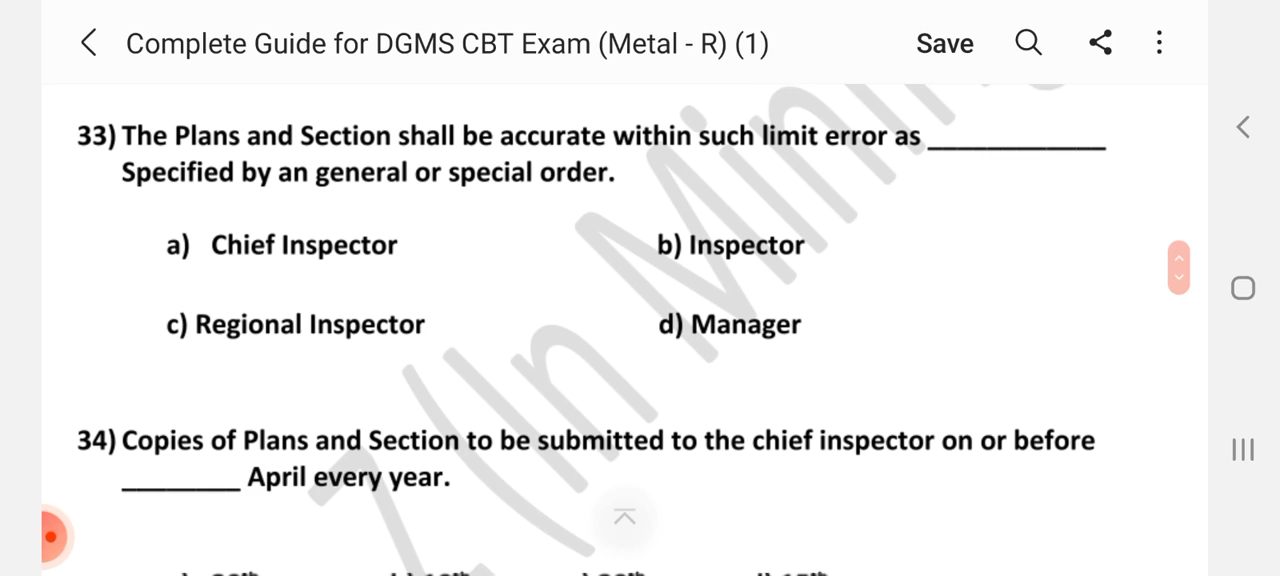 Complete Guide for DGMS CBT Exam (Metal - R) (1) Save
33) The Plans and Section shall be accurate within such limit error as ____________
Specified by an general or special order.
a) Chief Inspector b) Inspector
c) Regional Inspector d) Manager
34) Copies of Plans and Section to be submitted to the chief inspector on or before
________ April every year.